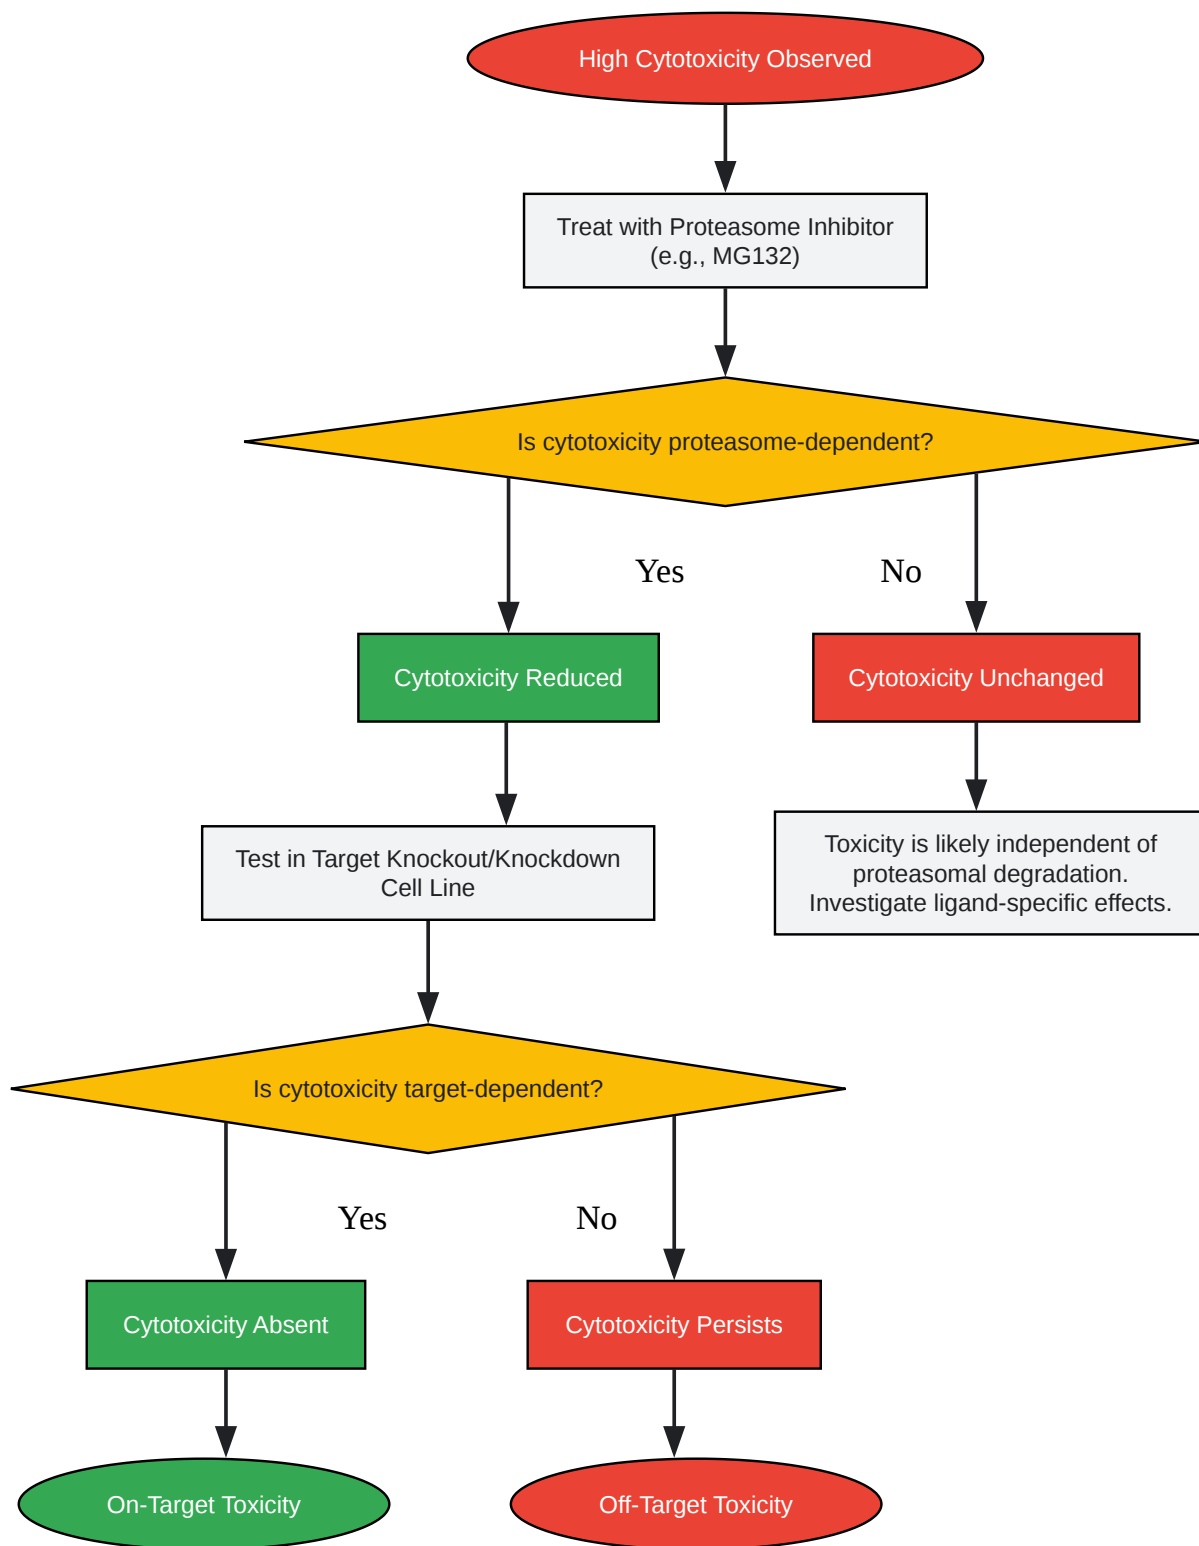 High Cytotoxicity Observed
Treat with Proteasome Inhibitor
(e.g., MG132)
Is cytotoxicity proteasome-dependent?
Yes
No
Cytotoxicity Reduced
Cytotoxicity Unchanged
Test in Target Knockout/Knockdown
Cell Line
Toxicity is likely independent of
proteasomal degradation.
Investigate ligand-specific effects.
Is cytotoxicity target-dependent?
Yes
No
Cytotoxicity Absent
Cytotoxicity Persists
On-Target Toxicity
Off-Target Toxicity